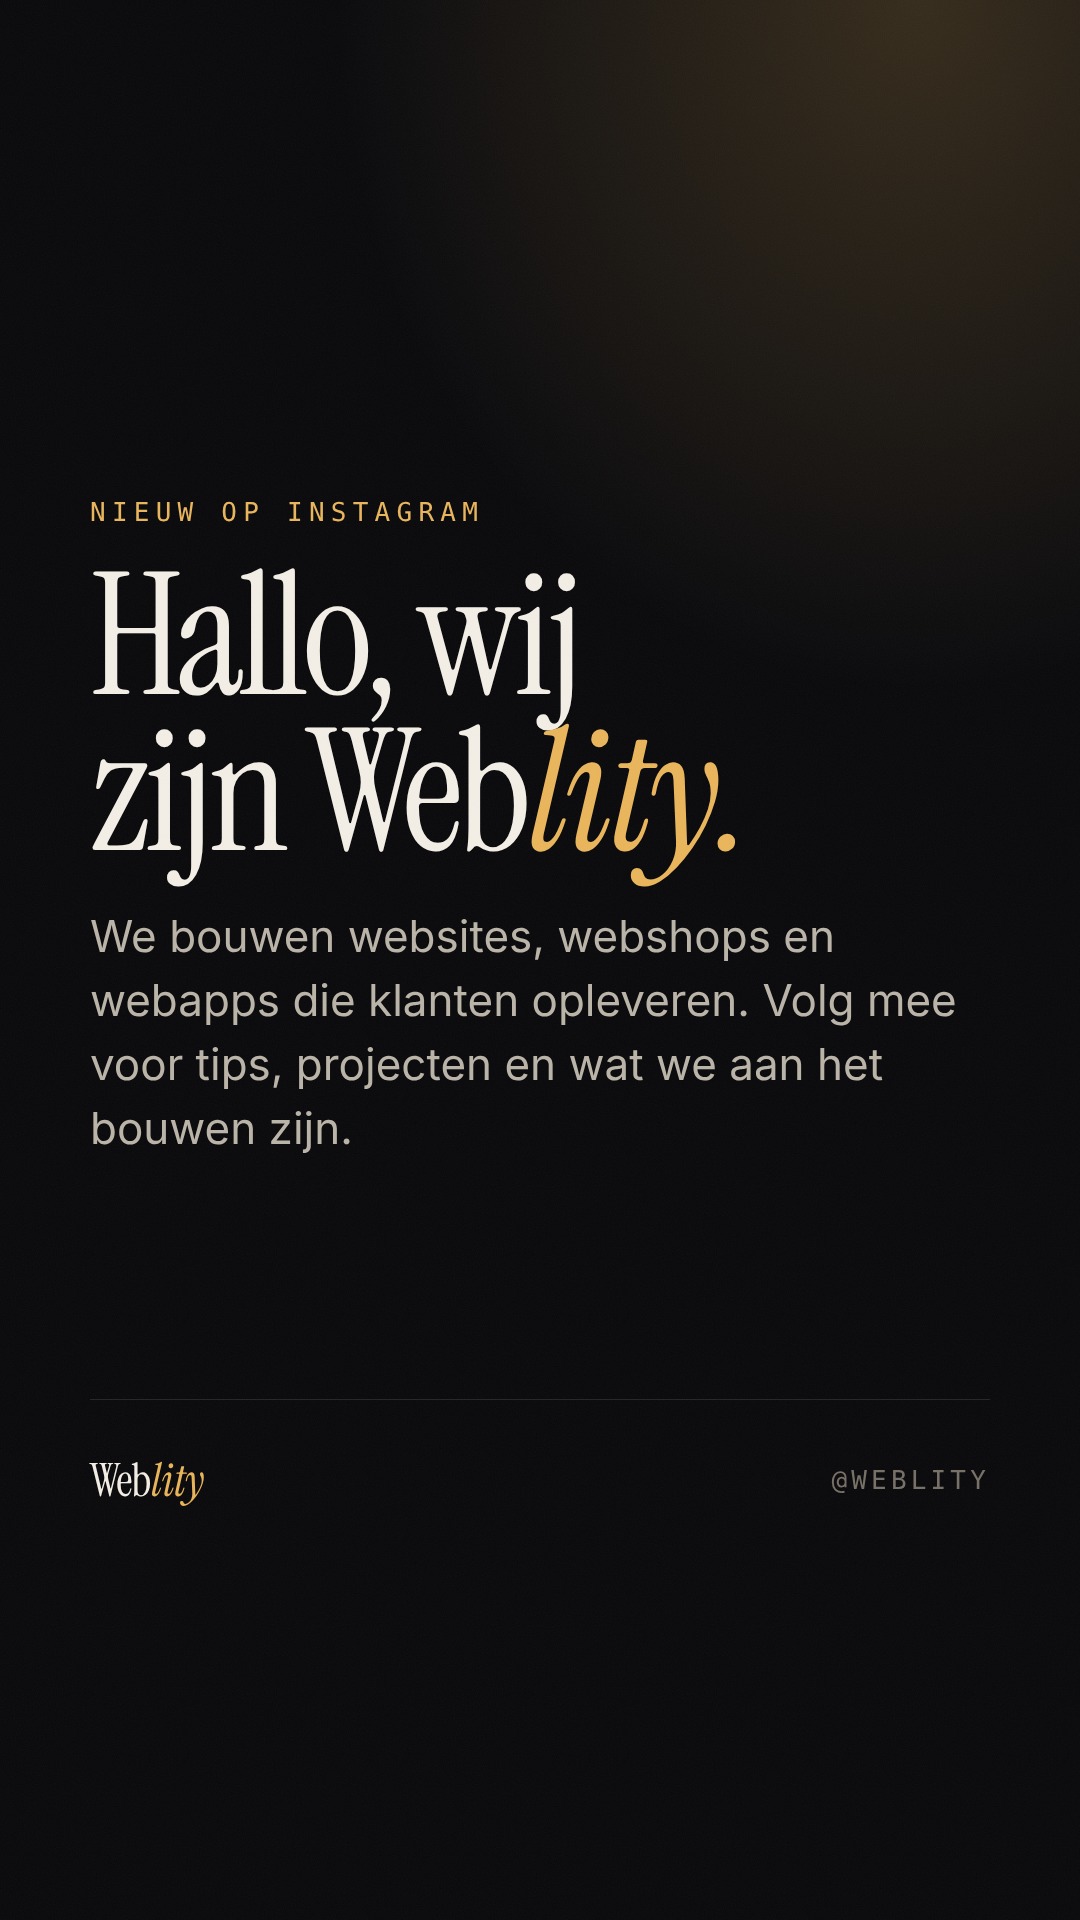 NIEUW OP INSTAGRAM
Hallo, wij
zijn Weblity.
We bouwen websites, webshops en
webapps die klanten opleveren. Volg mee
voor tips, projecten en wat we aan het
bouwen zijn.
Weblity
@WEBLITY